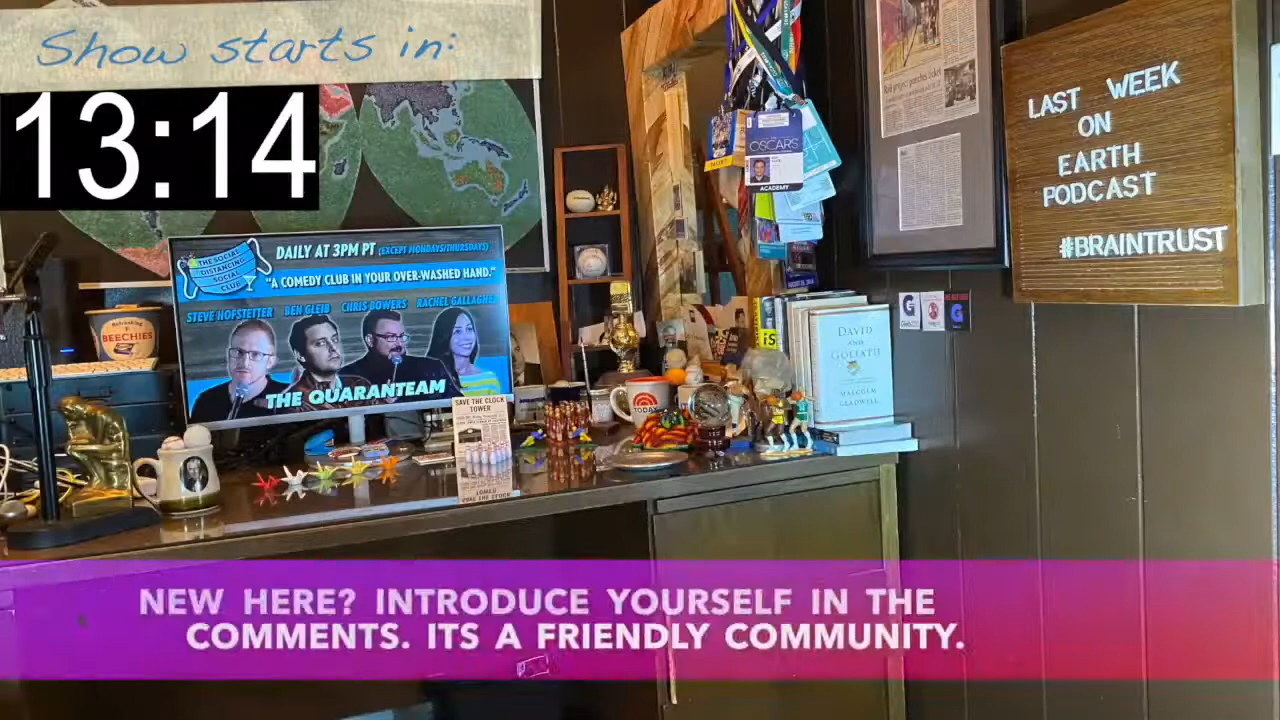 Show starts in:
13:14
DAILY AT 3PM PT (EXCEPT MONDAYS/THURSDAYS)
THE SOCIAL
DISTANCING
SOCIAL
CLUB
"A COMEDY CLUB IN YOUR OVER-WASHED HAND."
STEVE HOFSTETTER BEN GLEIB CHRIS BOWERS RACHEL GALLAGHE
THE QUARANTEAM
BEECHIES
SAVE THE CLOCK
TOWER
TODAY
OSCARS
ACADEMY
DAVID
AND
GOLIATH
MALCOLM
GLADWELL
LAST WEEK
ON
EARTH
PODCAST
#BRAINTRUST
NEW HERE? INTRODUCE YOURSELF IN THE
COMMENTS. ITS A FRIENDLY COMMUNITY.